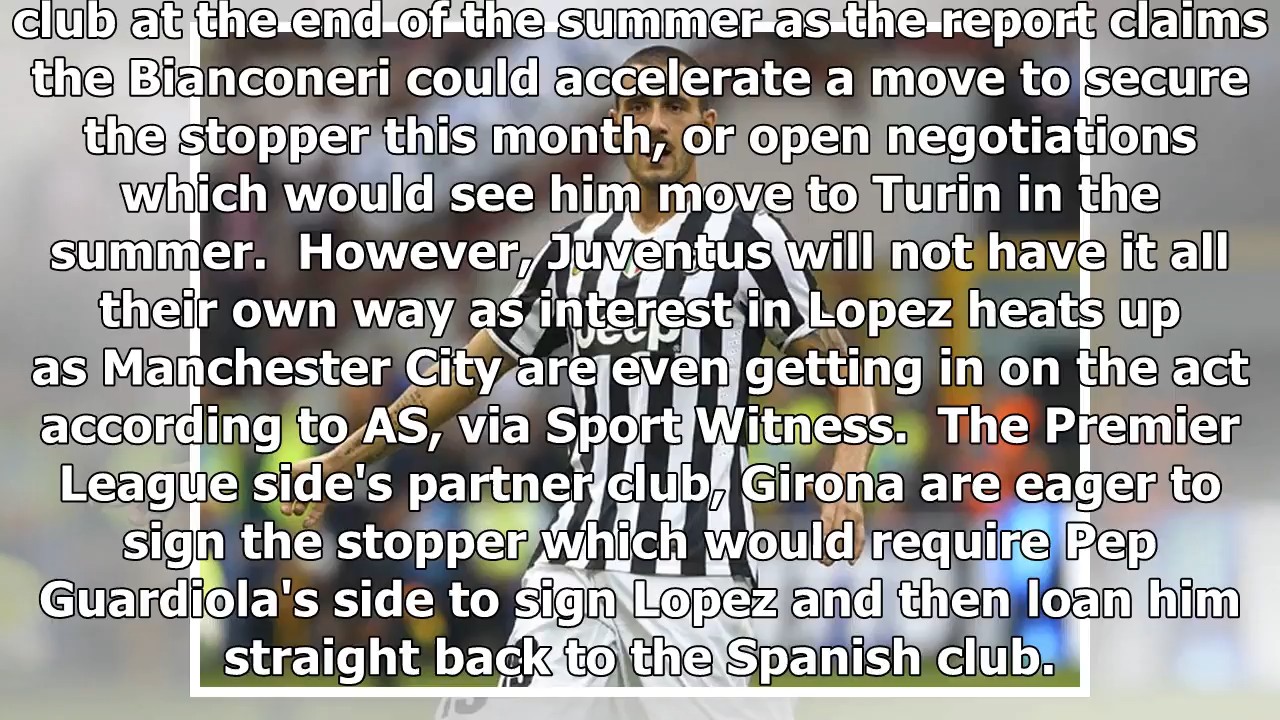 club at the end of the summer as the report claims
the Bianconeri could accelerate a move to secure
the stopper this month, or open negotiations
which would see him move to Turin in the
summer.  However, Juventus will not have it all
their own way as interest in Lopez heats up
as Manchester City are even getting in on the act
according to AS, via Sport Witness.  The Premier
League side's partner club, Girona are eager to
sign the stopper which would require Pep
Guardiola's side to sign Lopez and then loan him
straight back to the Spanish club.
Jeep